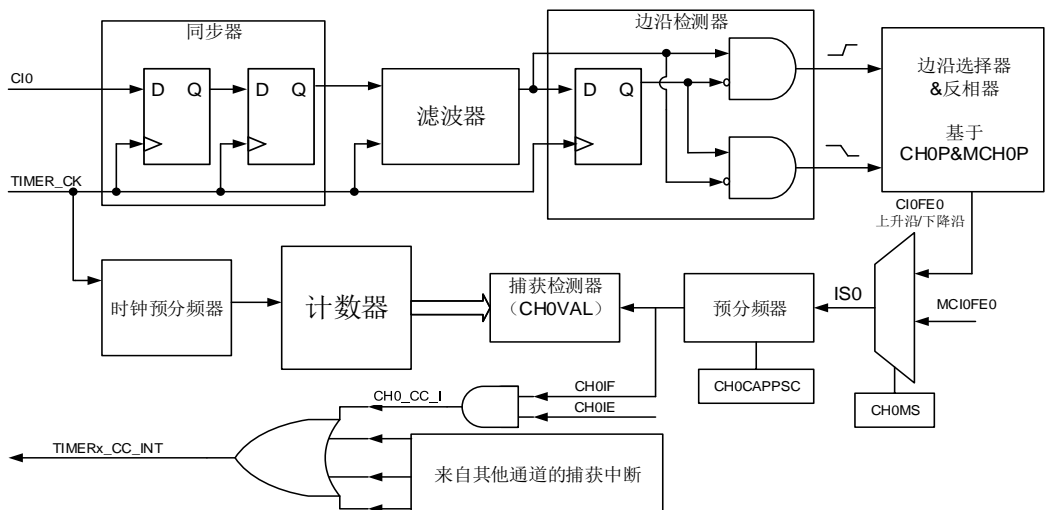 同步器
边沿检测器
CI0
D Q
D Q
滤波器
D Q
边沿选择器
&反相器
基于
CH0P&MCH0P
TIMER_CK
CI0FE0
上升沿/下降沿
时钟预分频器
计数器
捕获检测器
(CH0VAL)
预分频器
IS0
MCI0FE0
CH0CAPPSC
CH0MS
CH0_CC_I
CH0IF
CH0IE
TIMERx_CC_INT
来自其他通道的捕获中断